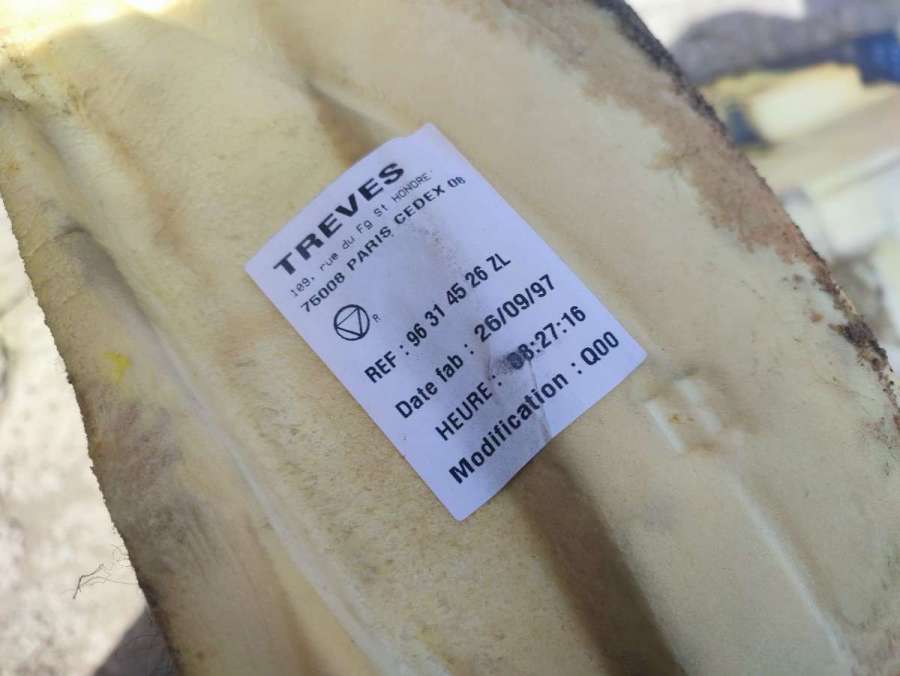 TREVES
109, rue du Fg St HONORE
75008 PARIS CEDEX 08
R
REF : 96 31 45 26 ZL
Date fab : 26/09/97
HEURE : 08:27:16
Modification : Q00